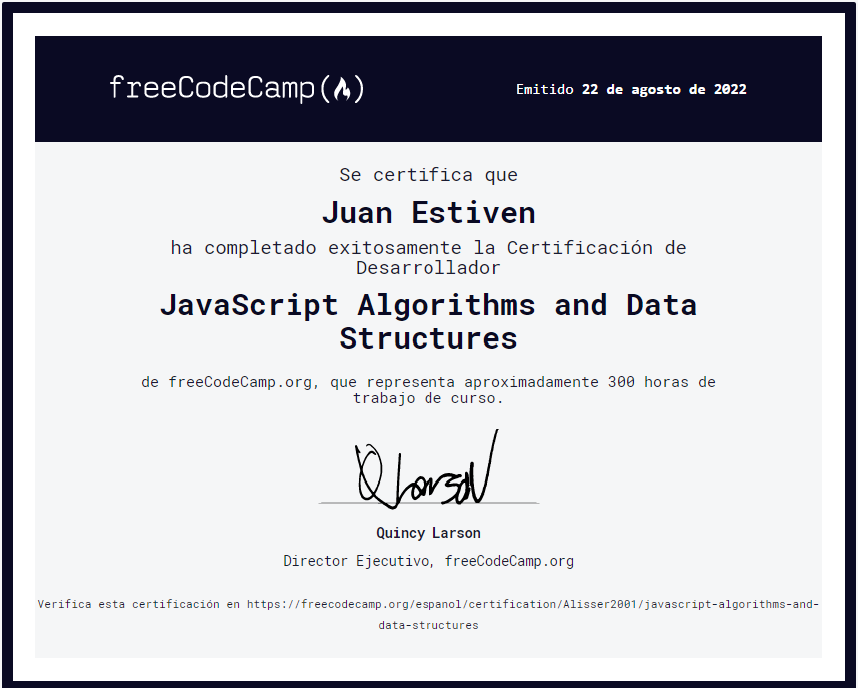 freeCodeCamp
Emitido 22 de agosto de 2022
Se certifica que
Juan Estiven
ha completado exitosamente la Certificación de
Desarrollador
JavaScript Algorithms and Data
Structures
de freeCodeCamp.org, que representa aproximadamente 300 horas de
trabajo de curso.
QLarson
Quincy Larson
Director Ejecutivo, freeCodeCamp.org
Verifica esta certificación en https://freecodecamp.org/espanol/certification/Alisser2001/javascript-algorithms-and-
data-structures